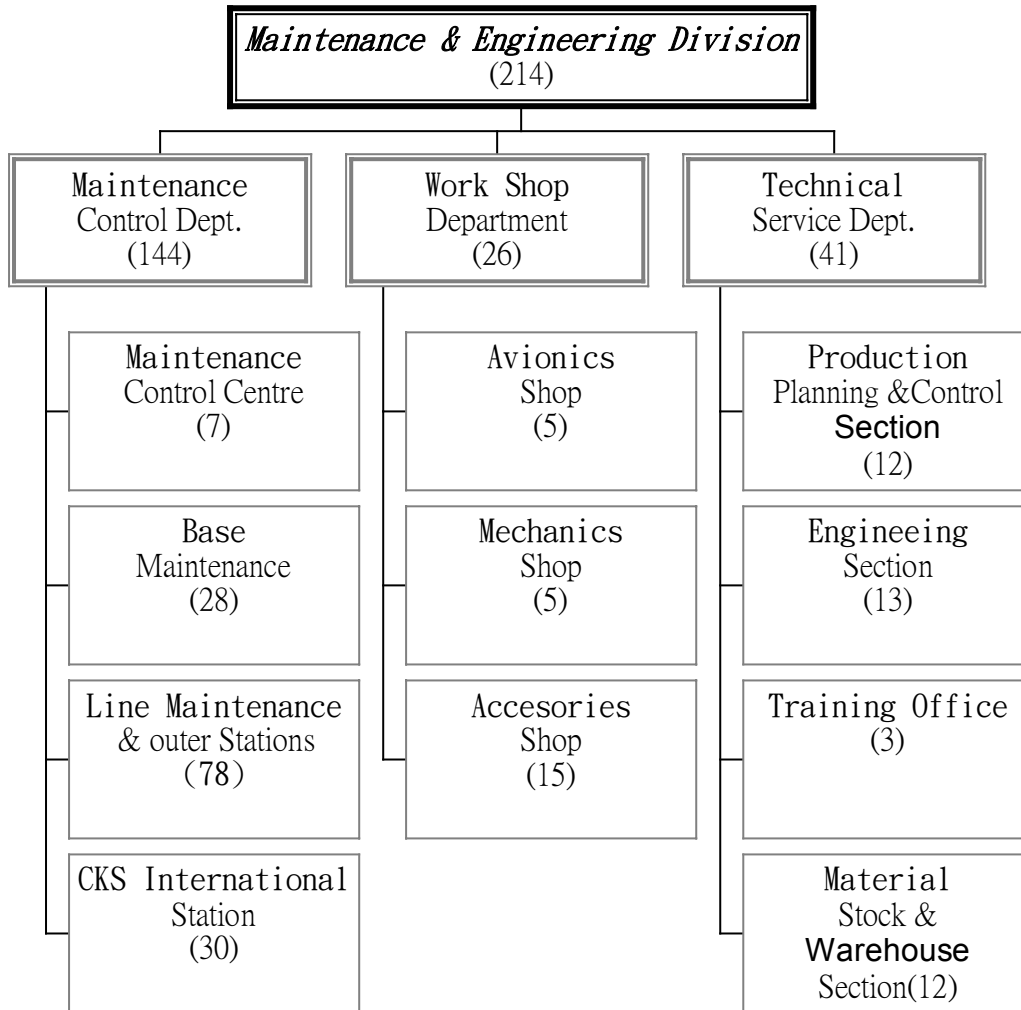 Maintenance & Engineering Division
(214)
Maintenance
Control Dept.
(144)
Work Shop
Department
(26)
Technical
Service Dept.
(41)
Maintenance
Control Centre
(7)
Base
Maintenance
(28)
Line Maintenance
& outer Stations
（78）
CKS International
Station
(30)
Avionics
Shop
(5)
Mechanics
Shop
(5)
Accesories
Shop
(15)
Production
Planning &Control
Section
(12)
Engineeing
Section
(13)
Training Office
(3)
Material
Stock &
Warehouse
Section(12)